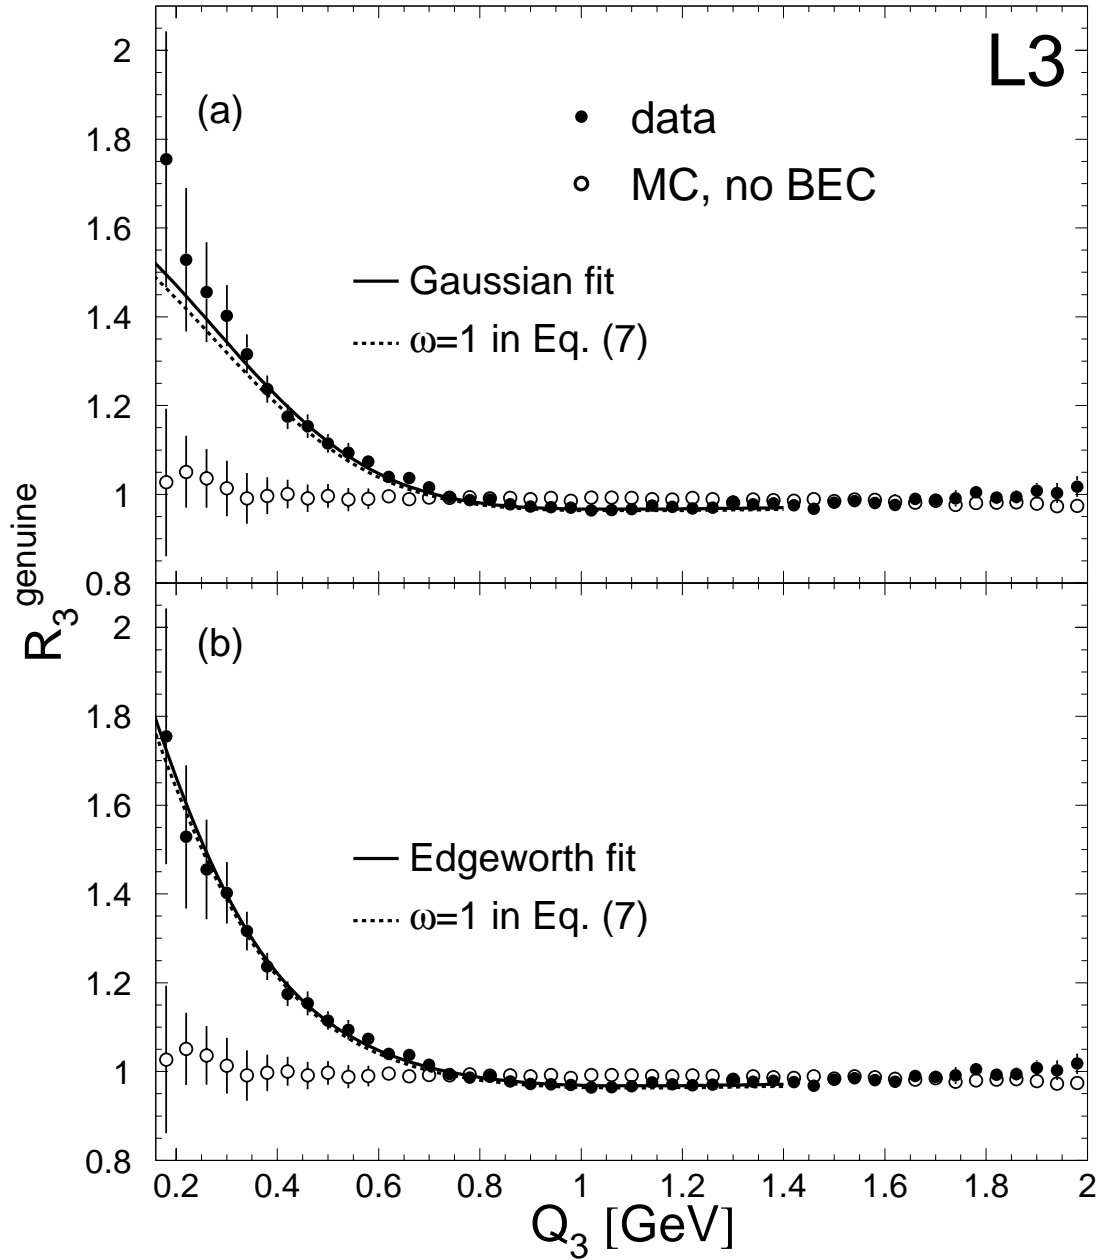 L3
(a)
data
MC, no BEC
Gaussian fit
ω=1 in Eq. (7)
2
1.8
1.6
1.4
1.2
1
0.8
R₃ genuine
(b)
Edgeworth fit
ω=1 in Eq. (7)
2
1.8
1.6
1.4
1.2
1
0.8
0.2 0.4 0.6 0.8 1 1.2 1.4 1.6 1.8 2
Q₃ [GeV]